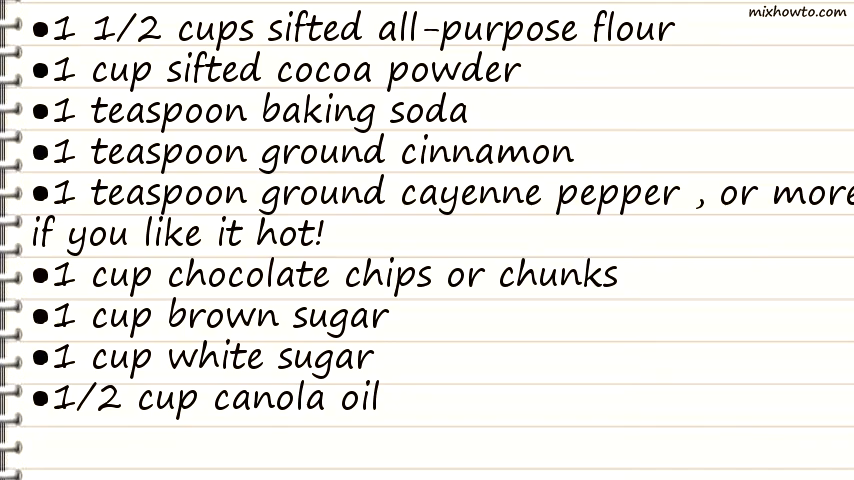 mixhowto.com
•1 1/2 cups sifted all-purpose flour
•1 cup sifted cocoa powder
•1 teaspoon baking soda
•1 teaspoon ground cinnamon
•1 teaspoon ground cayenne pepper , or more
if you like it hot!
•1 cup chocolate chips or chunks
•1 cup brown sugar
•1 cup white sugar
•1/2 cup canola oil